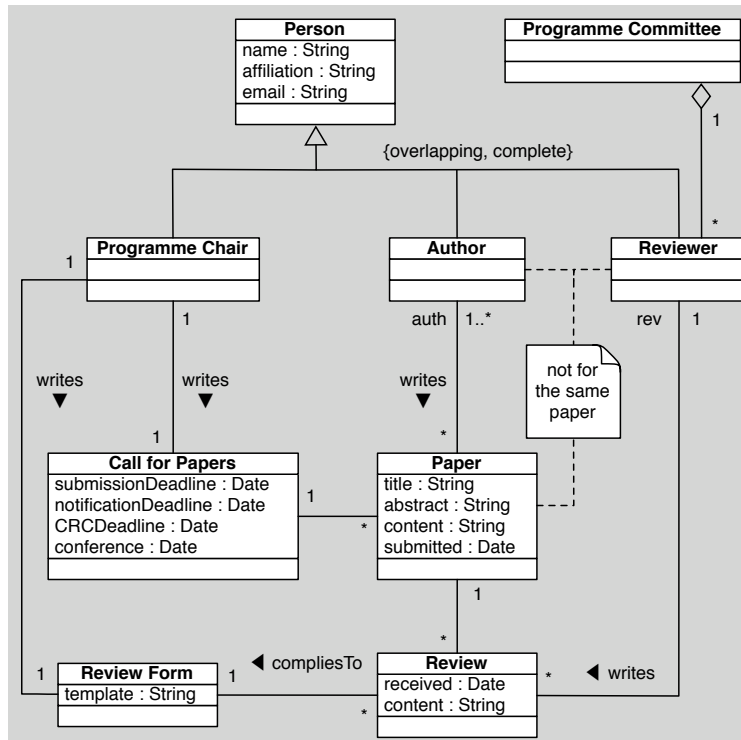 Person
name : String
affiliation : String
email : String
Programme Committee
1
{overlapping, complete}
*
Programme Chair
1
Author
Reviewer
1
auth
1..*
rev
1
writes
▼
writes
▼
writes
▼
not for
the same
paper
1
*
Call for Papers
submissionDeadline : Date
notificationDeadline : Date
CRCDeadline : Date
conference : Date
1
*
Paper
title : String
abstract : String
content : String
submitted : Date
1
*
1
Review Form
template : String
1
◀ compliesTo
*
Review
received : Date
content : String
*
◀ writes